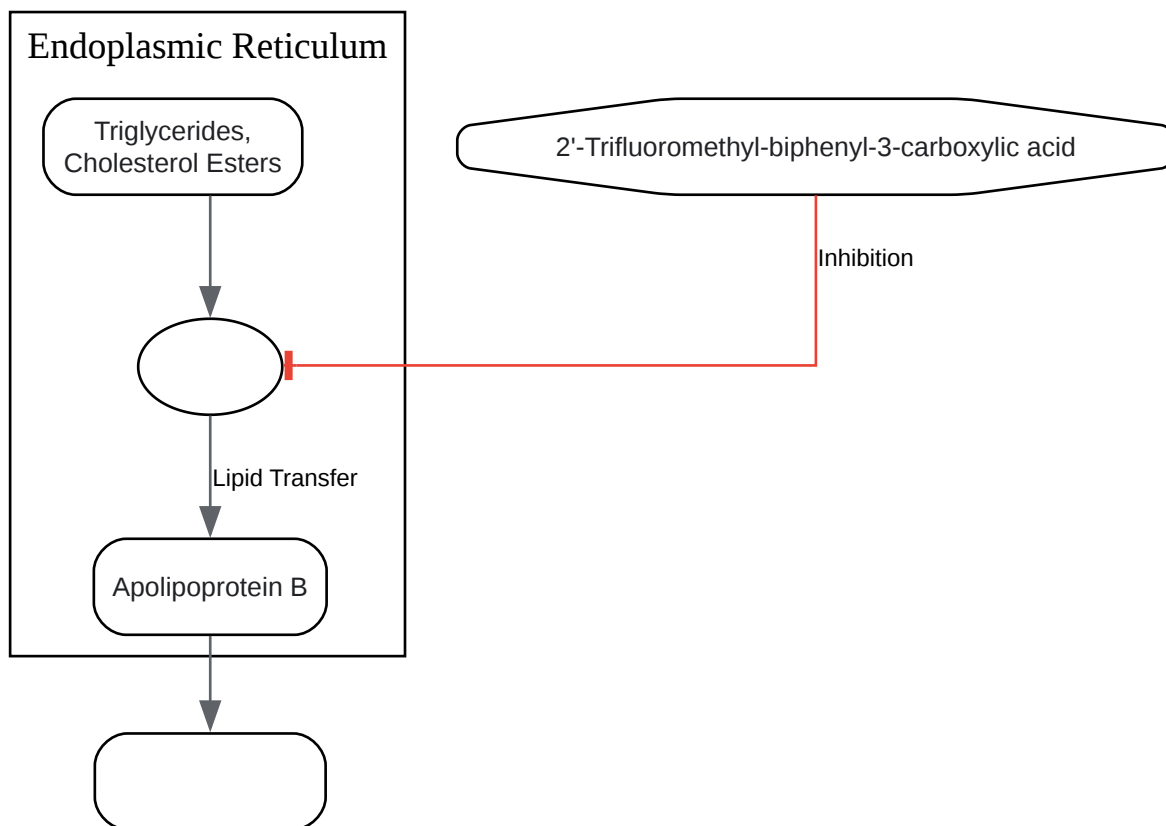 Endoplasmic Reticulum
Triglycerides,
Cholesterol Esters
2'-Trifluoromethyl-biphenyl-3-carboxylic acid
Inhibition
Lipid Transfer
Apolipoprotein B